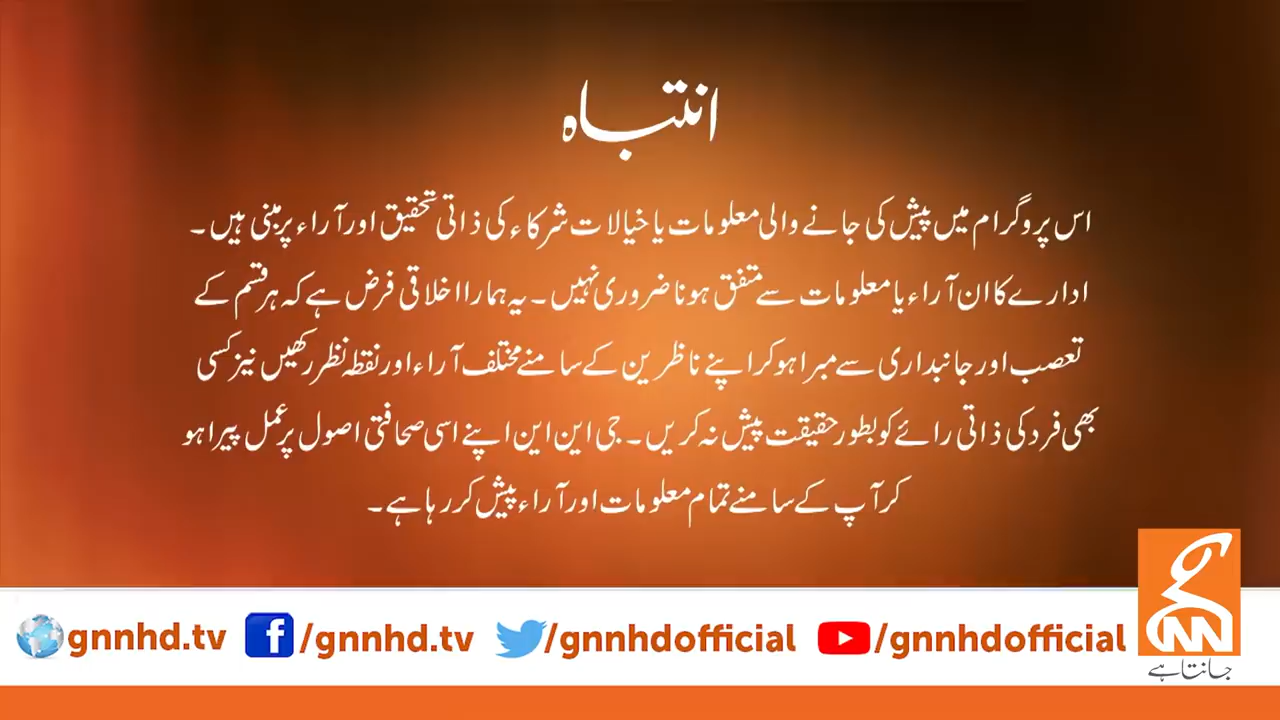 انتباہ
اس پروگرام میں پیش کی جانے والی معلومات یا خیالات شرکاء کی ذاتی تحقیق اور آراء پر مبنی ہیں۔
ادارے کا ان آراء یا معلومات سے متفق ہونا ضروری نہیں۔ یہ ہمارا اخلاقی فرض ہے کہ ہر قسم کے
تعصب اور جانبداری سے مبرا ہو کر اپنے ناظرین کے سامنے مختلف آراء اور نقطہ نظر رکھیں نیز کسی
بھی فرد کی ذاتی رائے کو بطور حقیقت پیش نہ کریں۔ جی این این اپنے اسی صحافتی اصول پر عمل پیرا ہو
کر آپ کے سامنے تمام معلومات اور آراء پیش کر رہا ہے۔
gnnhd.tv /gnnhd.tv /gnnhdofficial /gnnhdofficial
GNN
جانتا ہے